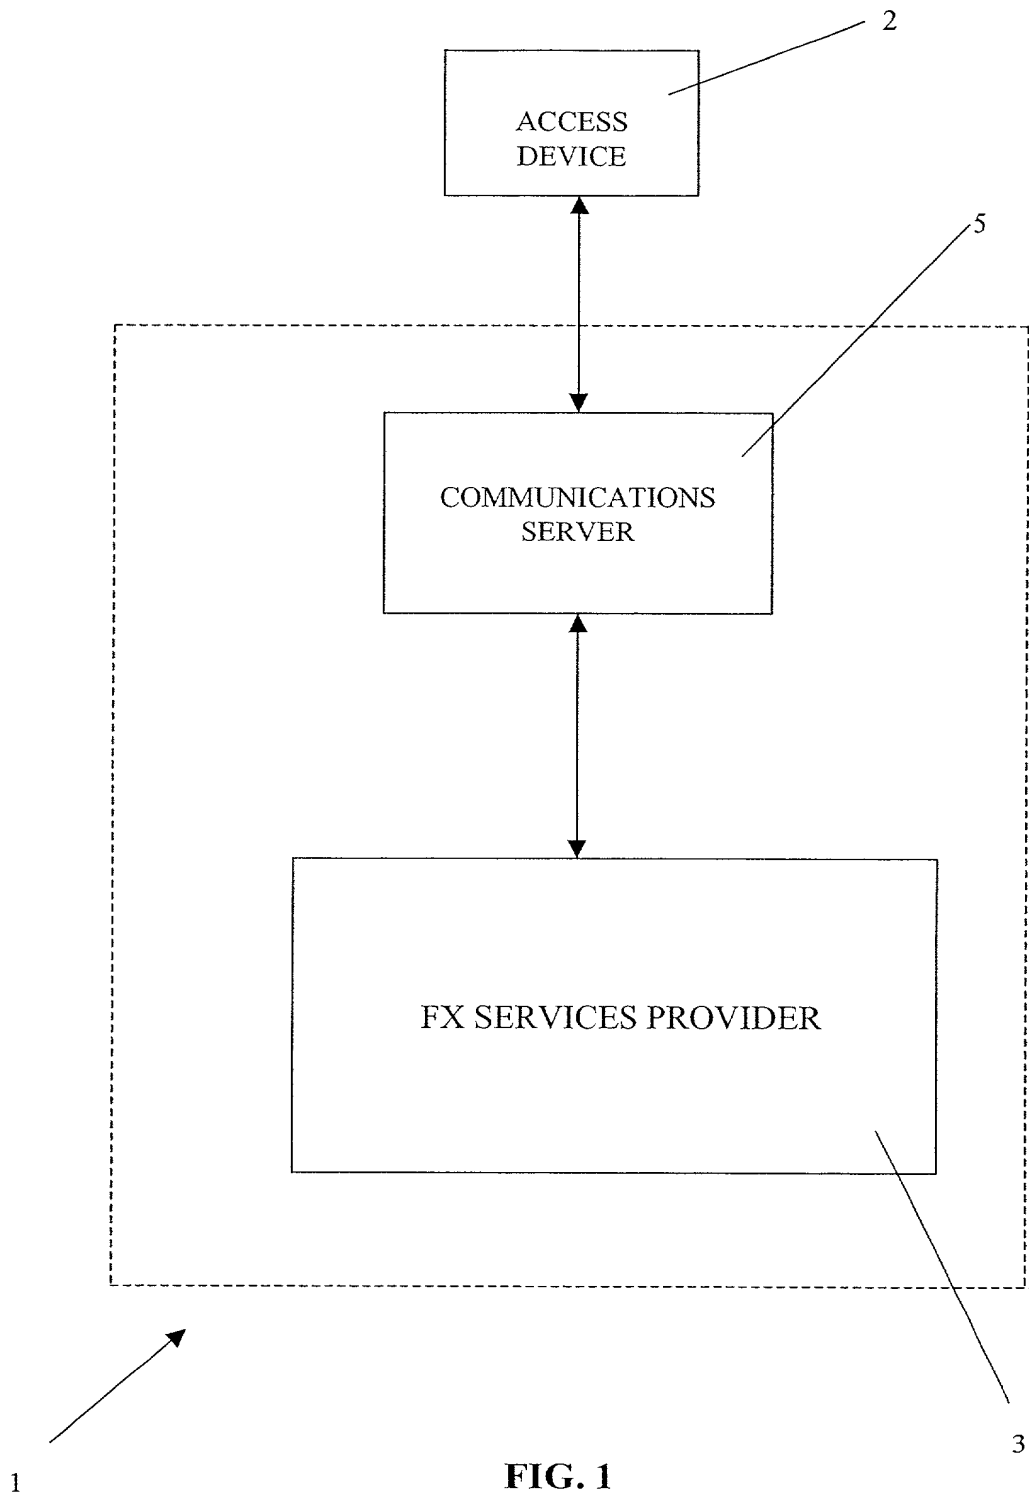 2
ACCESS
DEVICE
5
COMMUNICATIONS
SERVER
FX SERVICES PROVIDER
3
1
FIG. 1